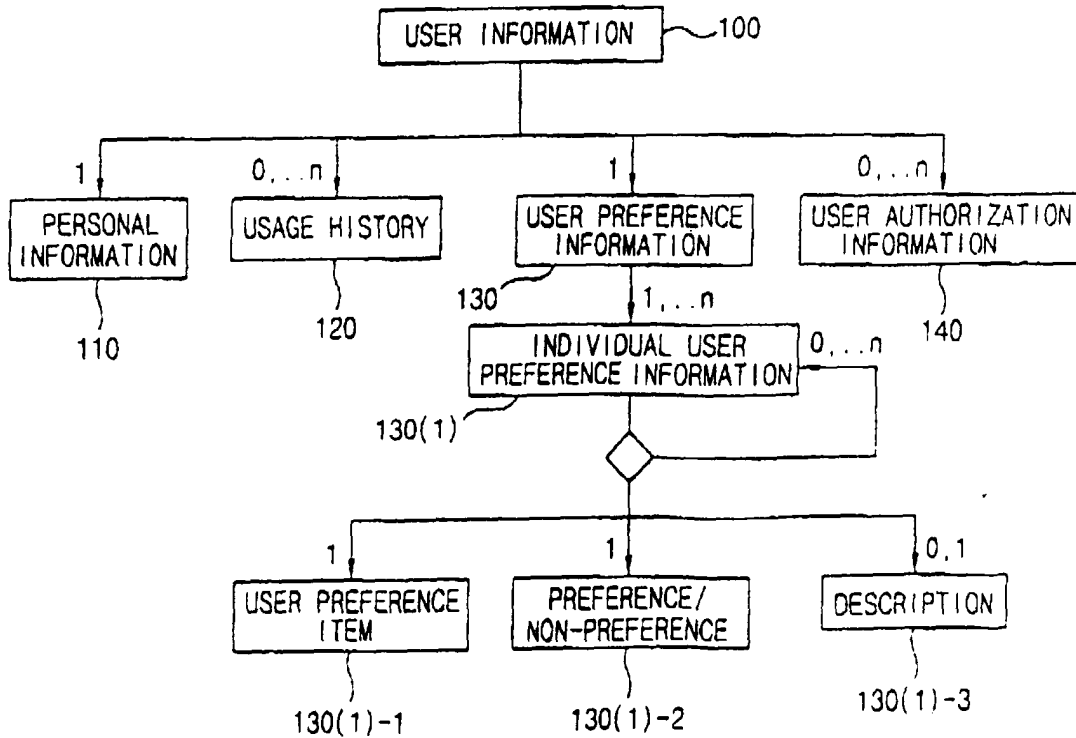 USER INFORMATION
100
1
0,..n
1
0,..n
PERSONAL
INFORMATION
USAGE HISTORY
USER PREFERENCE
INFORMATION
USER AUTHORIZATION
INFORMATION
110
120
130
1,..n
140
INDIVIDUAL USER
PREFERENCE INFORMATION
0,..n
130(1)
1
1
0,1
USER PREFERENCE
ITEM
PREFERENCE/
NON-PREFERENCE
DESCRIPTION
130(1)-1
130(1)-2
130(1)-3